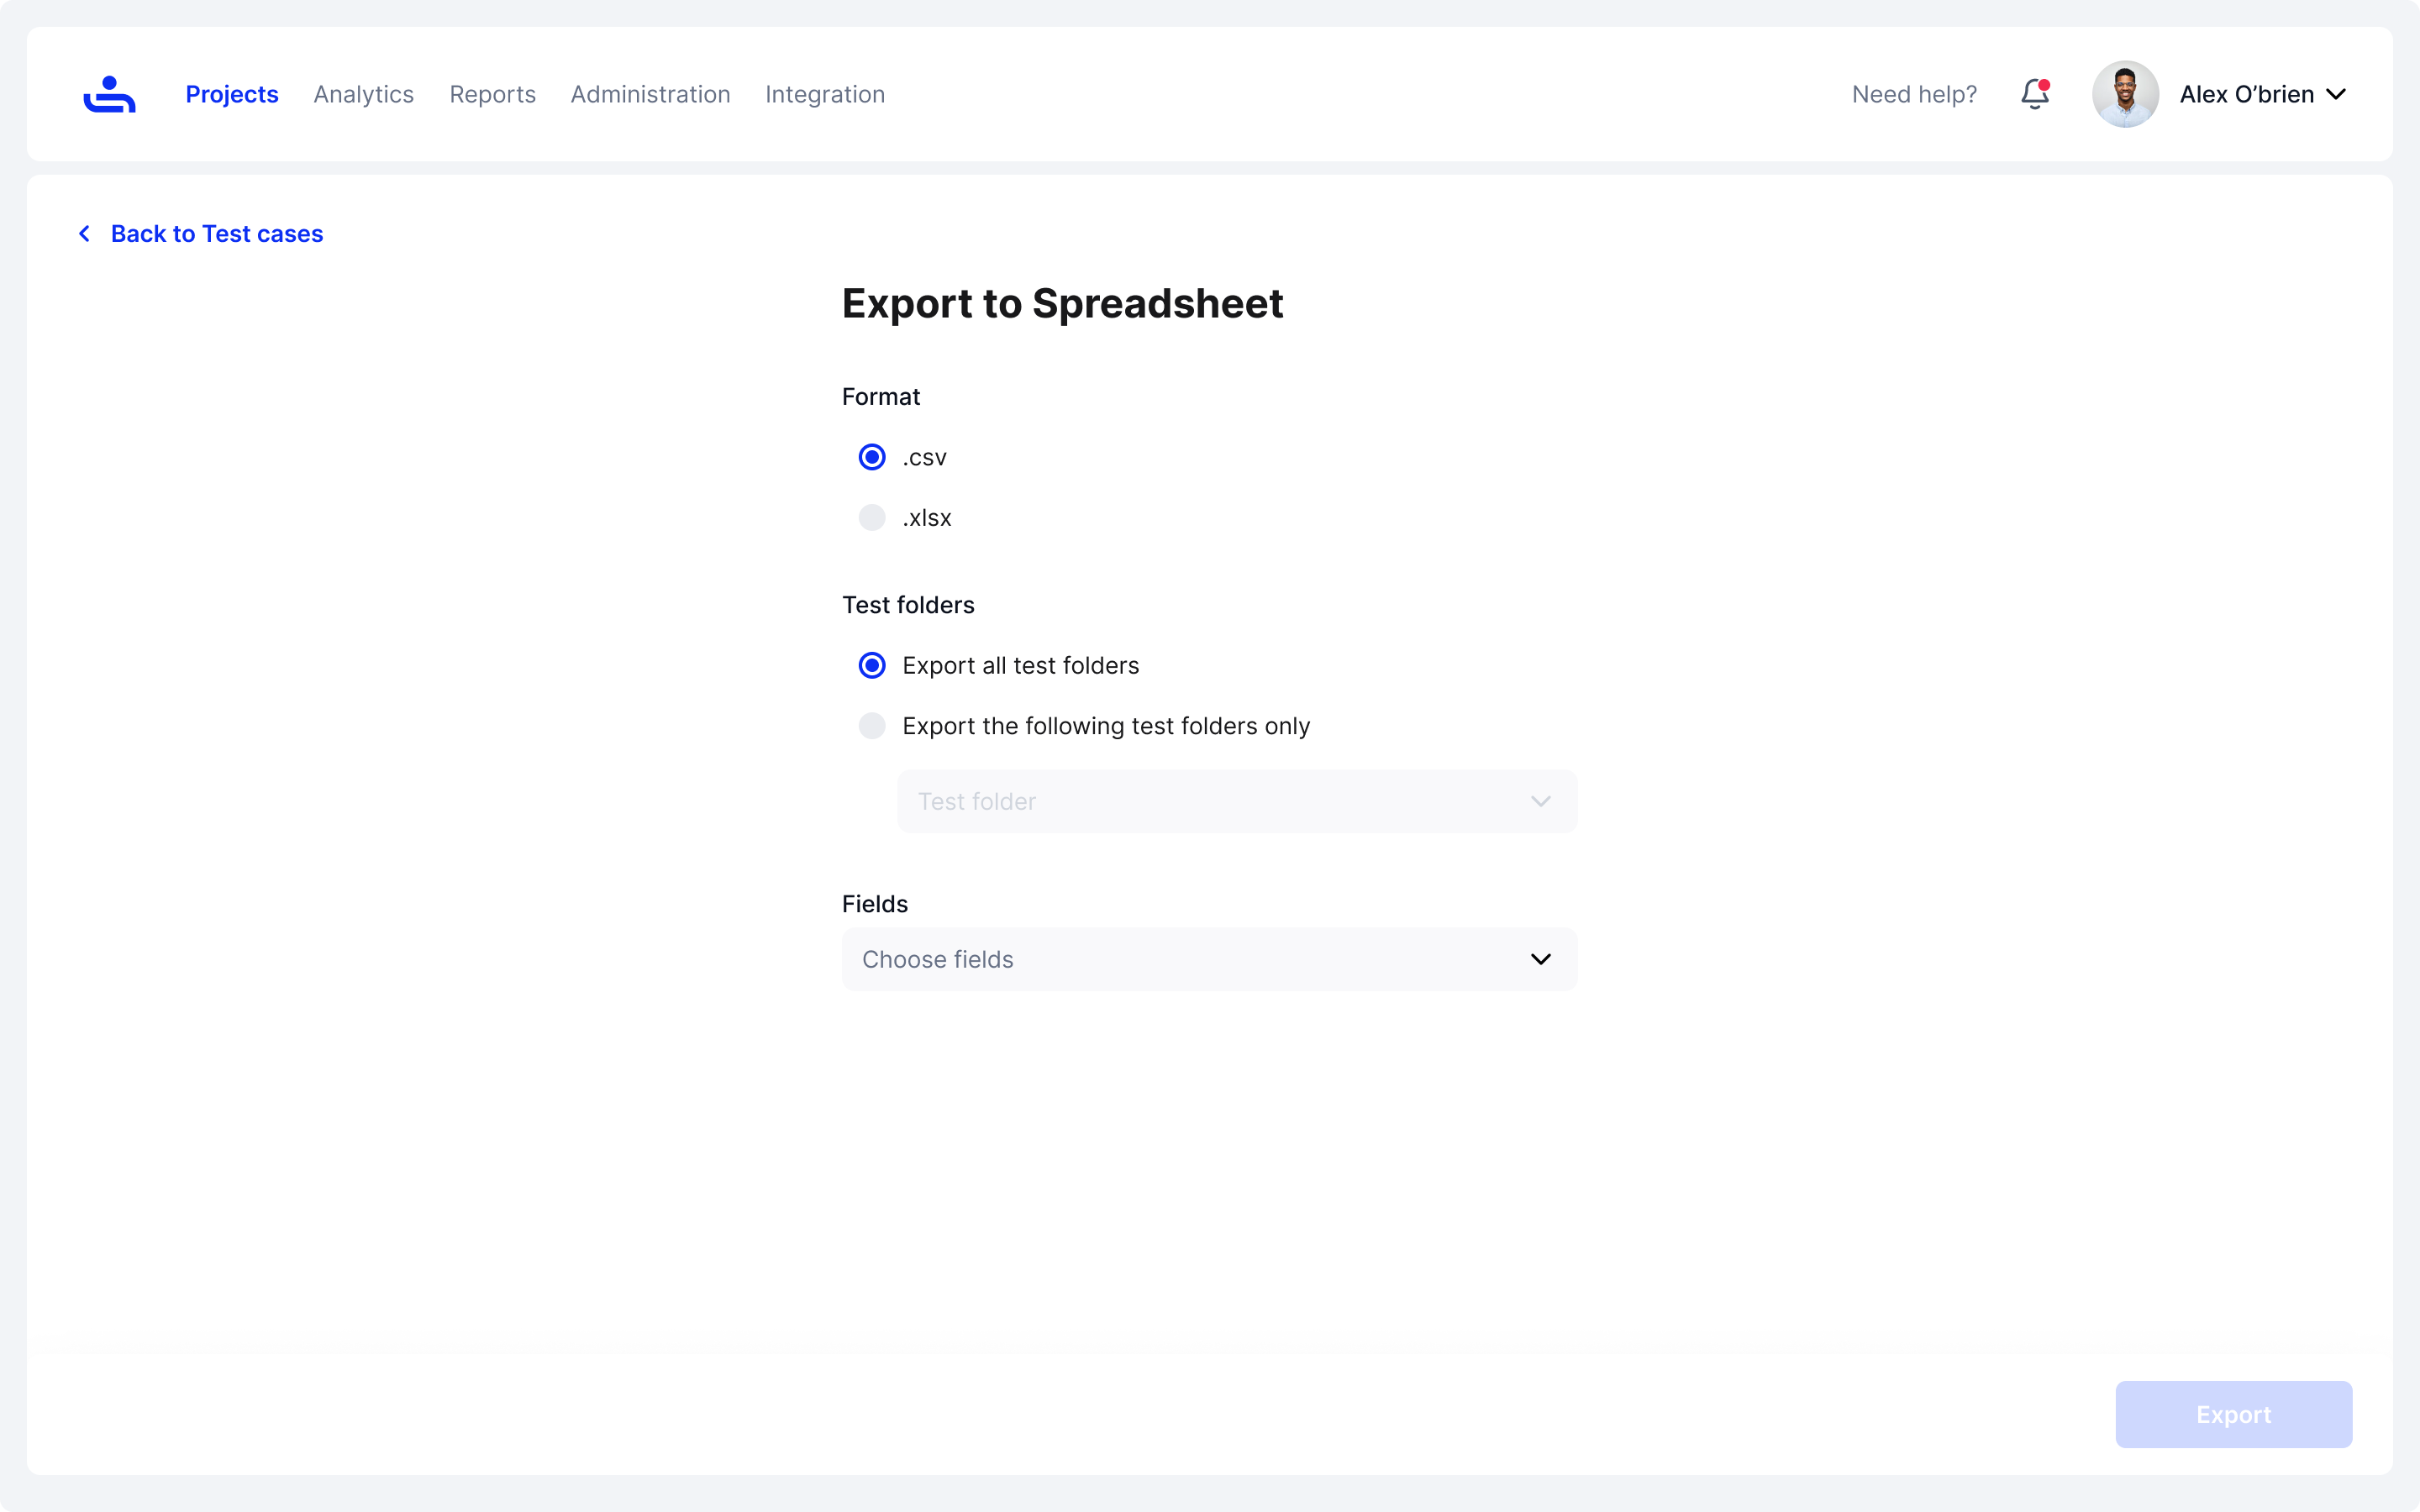 Projects Analytics Reports Administration Integration Need help? Alex O’brien
Back to Test cases
Export to Spreadsheet
Format
.csv
.xlsx
Test folders
Export all test folders
Export the following test folders only
Test folder
Fields
Choose fields
Export